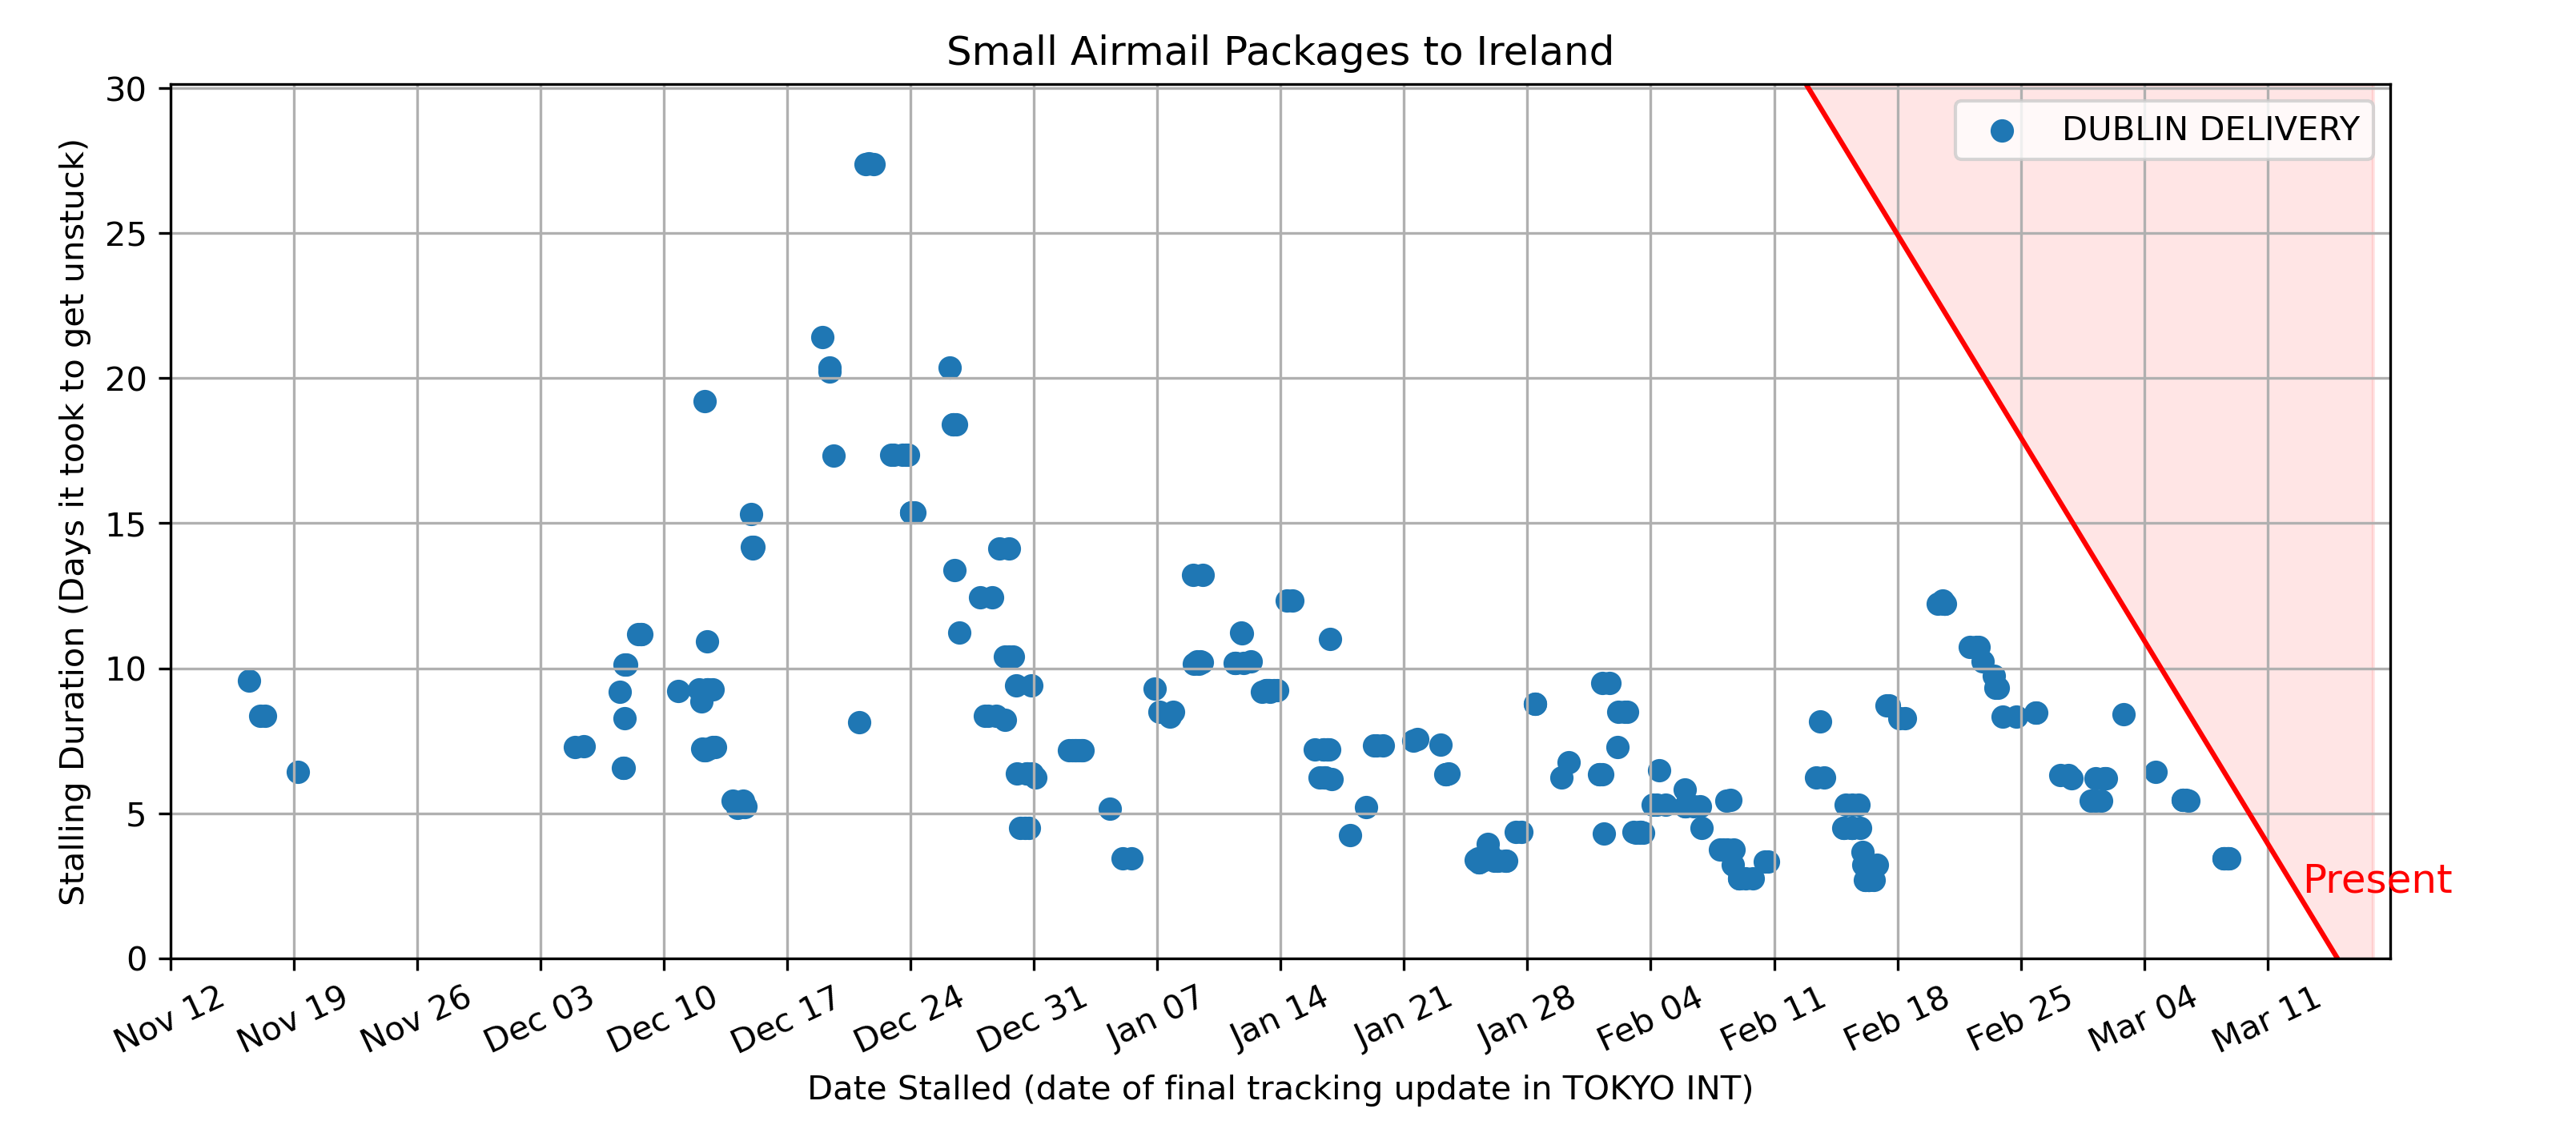 Small Airmail Packages to Ireland
DUBLIN DELIVERY
30
25
20
15
10
5
0
Stalling Duration (Days it took to get unstuck)
Present
Nov 12
Nov 19
Nov 26
Dec 03
Dec 10
Dec 17
Dec 24
Dec 31
Jan 07
Jan 14
Jan 21
Jan 28
Feb 04
Feb 11
Feb 18
Feb 25
Mar 04
Mar 11
Date Stalled (date of final tracking update in TOKYO INT)